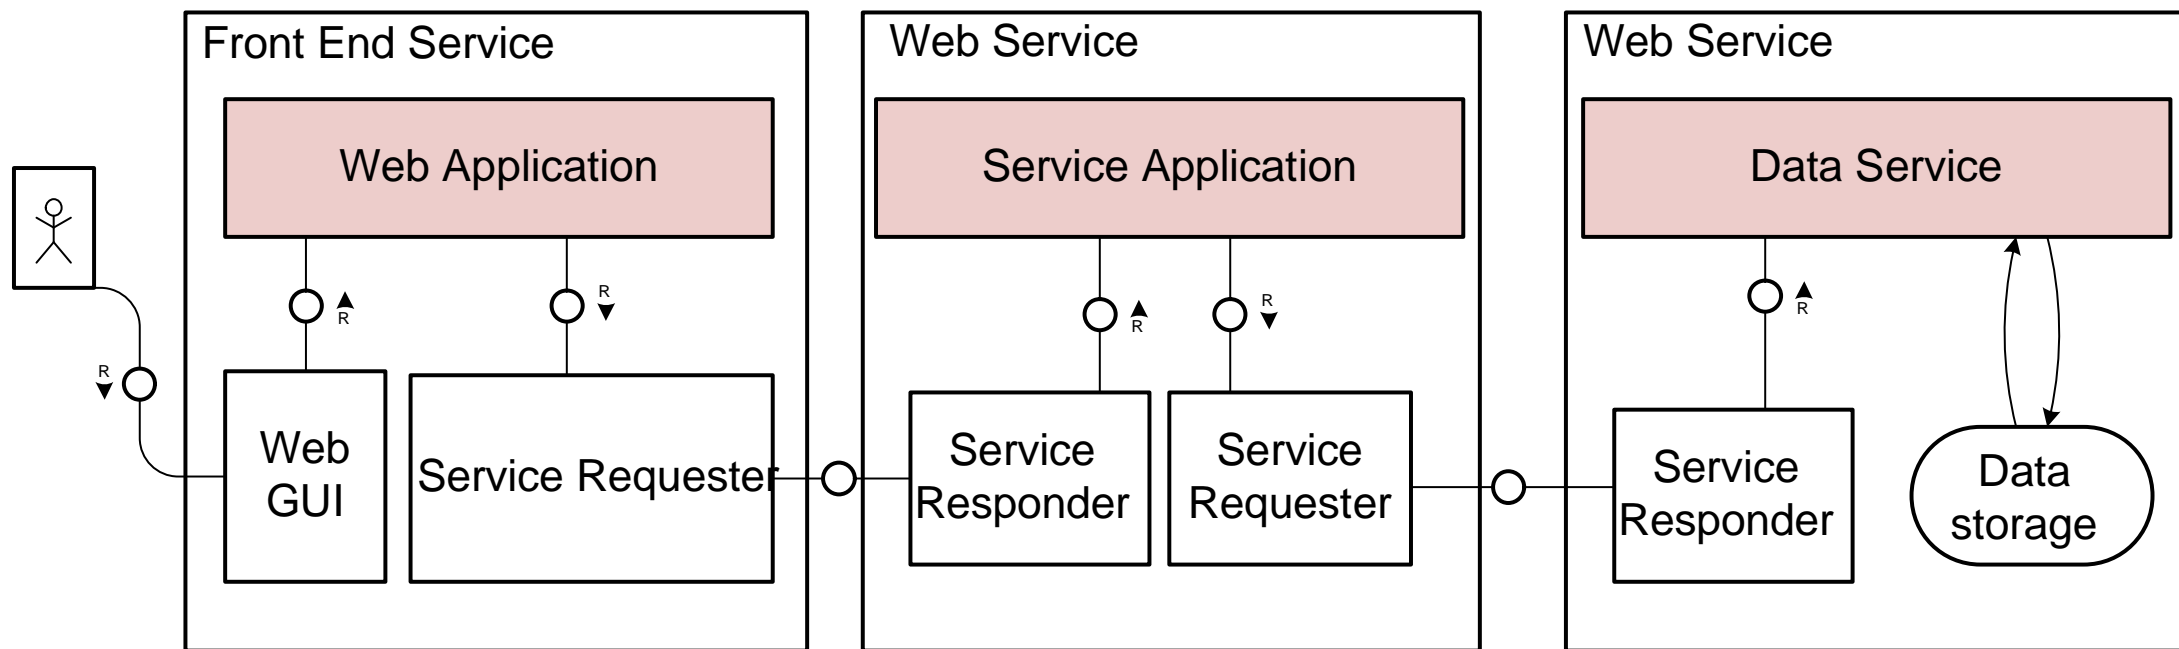 Front End Service
Web Service
Web Service
Web Application
Service Application
Data Service
R
R
R
R
R
R
R
Web
GUI
Service Requester
Service
Responder
Service
Requester
Service
Responder
Data
storage